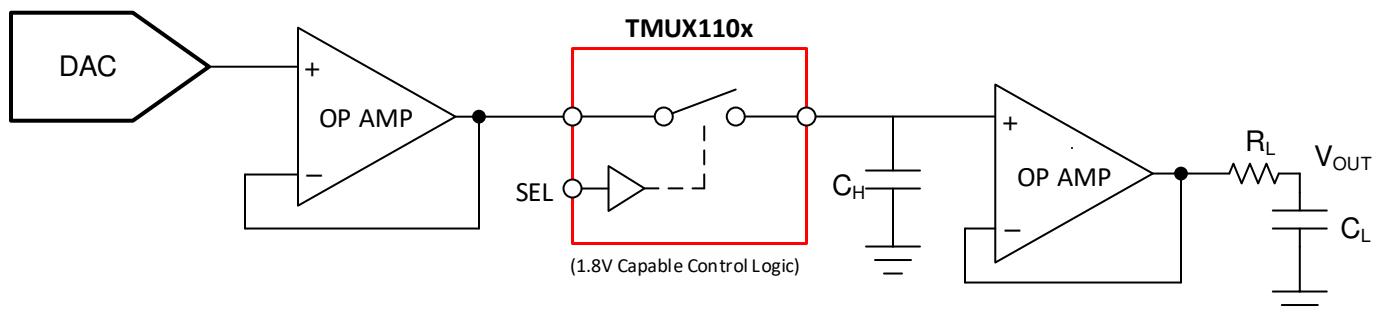 TMUX110x
DAC
+
OP AMP
−
SEL
(1.8V Capable Control Logic)
C_H
+
OP AMP
−
R_L
V_OUT
C_L